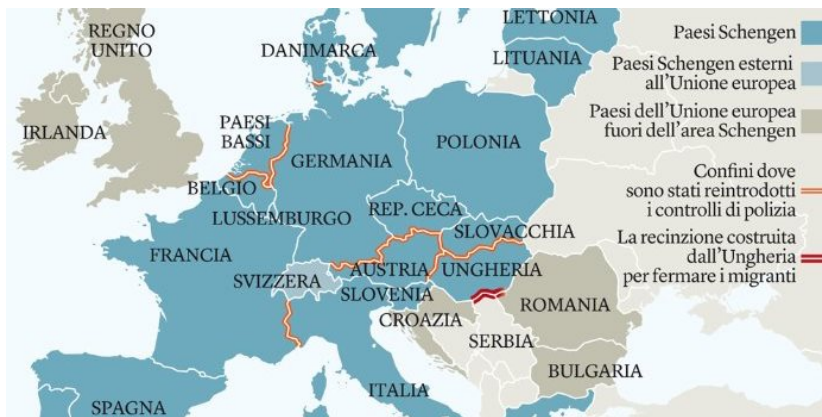 REGNO
UNITO
IRLANDA
DANIMARCA
LETTONIA
LITUANIA
PAESI
BASSI
GERMANIA
POLONIA
BELGIO
LUSSEMBURGO
REP. CECA
SLOVACCHIA
FRANCIA
SVIZZERA
AUSTRIA
UNGHERIA
SLOVENIA
CROAZIA
ROMANIA
SERBIA
BULGARIA
ITALIA
SPAGNA
Paesi Schengen
Paesi Schengen esterni
all'Unione europea
Paesi dell'Unione europea
fuori dell'area Schengen
Confini dove
sono stati reintrodotti
i controlli di polizia
La recinzione costruita
dall'Ungheria
per fermare i migranti